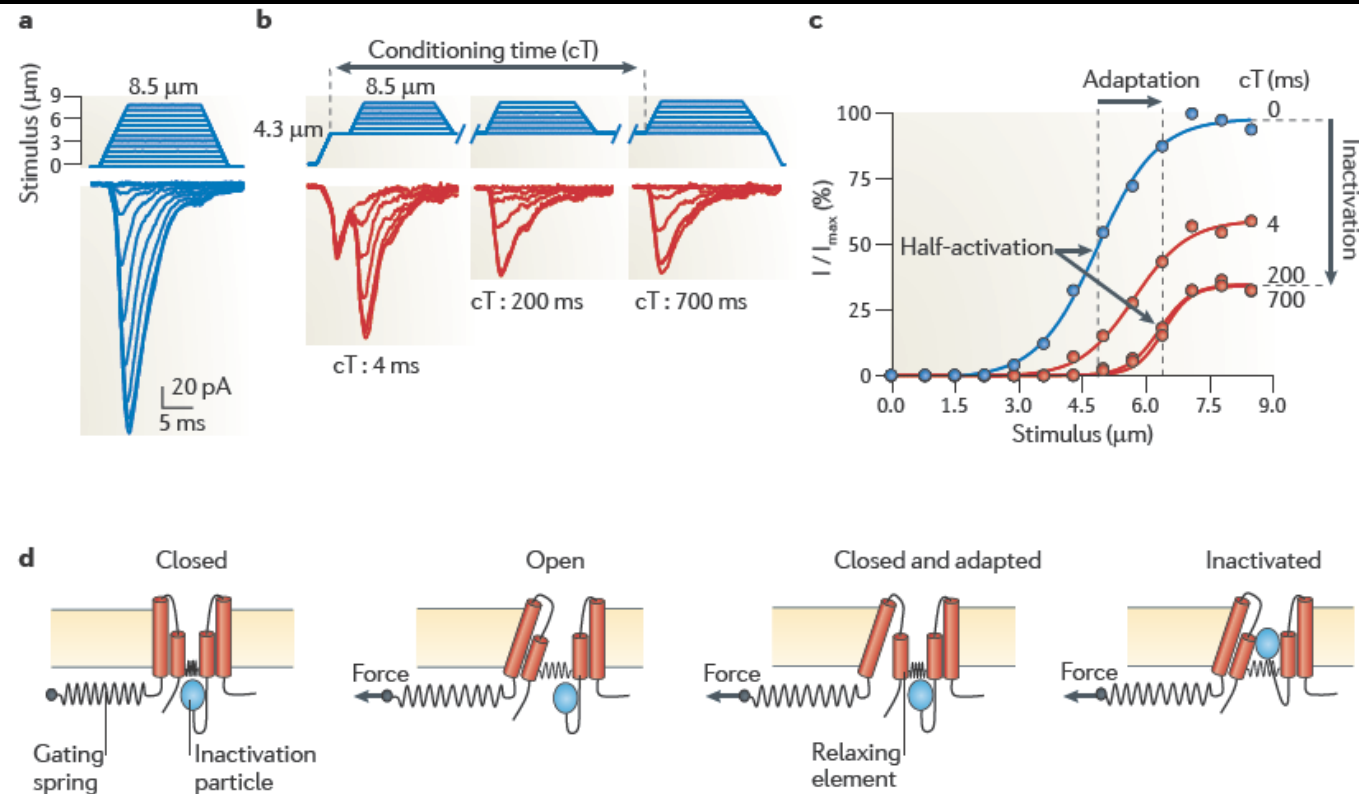 a
8.5 μm
Stimulus (μm)
9
6
3
0
20 pA
5 ms
b
Conditioning time (cT)
8.5 μm
4.3 μm
cT : 4 ms
cT : 200 ms
cT : 700 ms
c
Adaptation
cT (ms)
0
4
200
700
Inactivation
Half-activation
I / Imax (%)
100
75
50
25
0
0.0 1.5 3.0 4.5 6.0 7.5 9.0
Stimulus (μm)
d
Closed
Gating
spring
Inactivation
particle
Open
Force
Closed and adapted
Force
Relaxing
element
Inactivated
Force